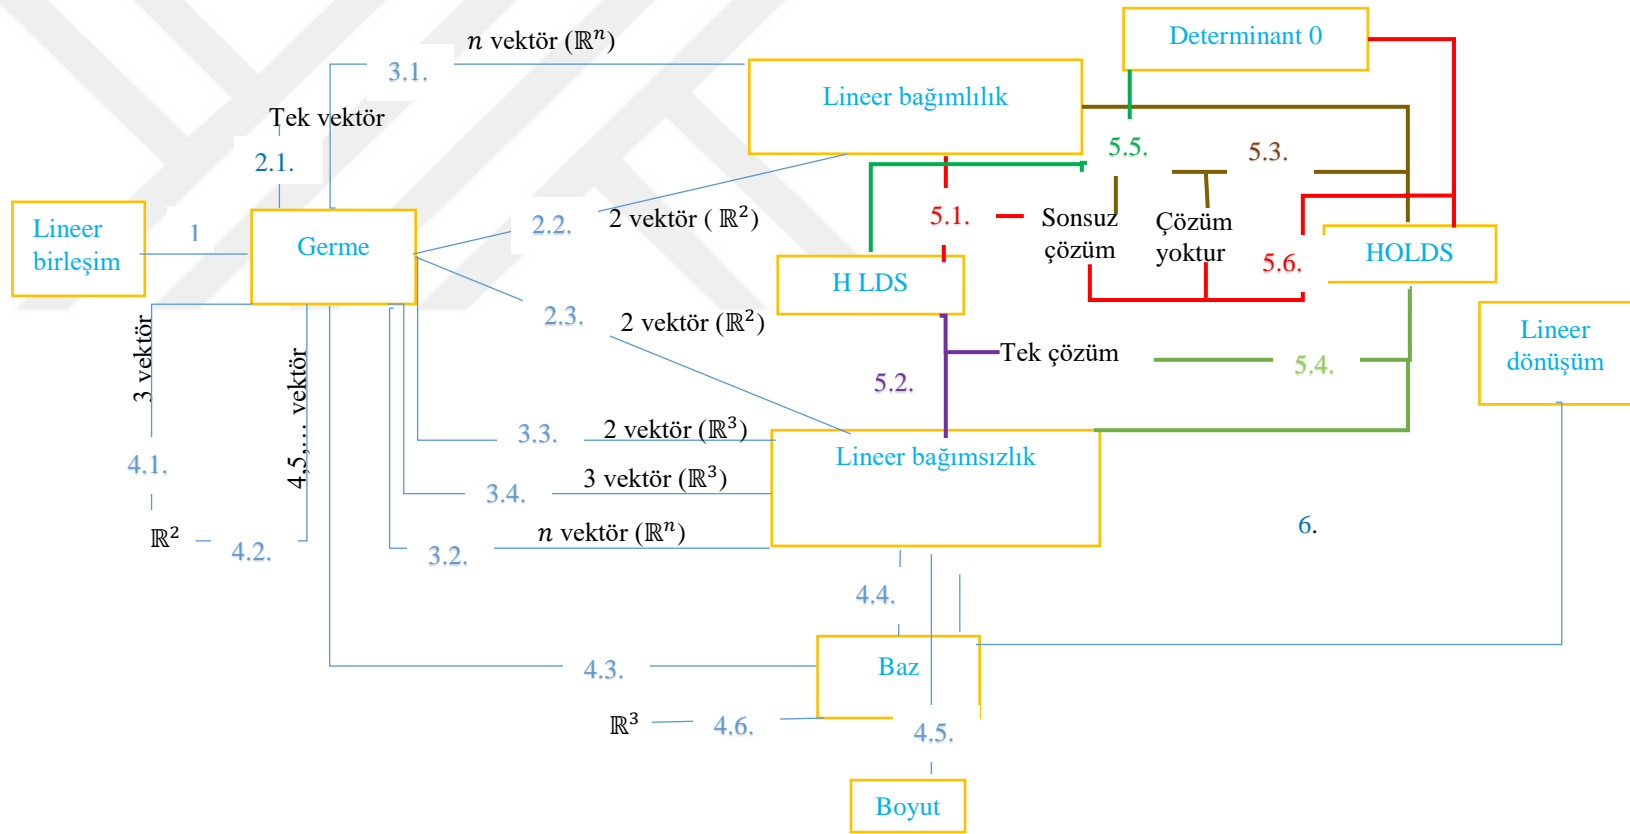 Determinant 0
n vektör (ℝⁿ)
3.1.
Lineer bağımlılık
Tek vektör
2.1.
5.5.
5.3.
Lineer
birleşim
1
Germe
2.2.
2 vektör ( ℝ²)
5.1.
Sonsuz
çözüm
Çözüm
yoktur
5.6.
HOLDS
H LDS
2.3.
2 vektör (ℝ²)
Lineer
dönüşüm
3 vektör
4,5,… vektör
Tek çözüm
5.4.
5.2.
3.3.
2 vektör (ℝ³)
Lineer bağımsızlık
4.1.
3.4.
3 vektör (ℝ³)
ℝ²
4.2.
3.2.
n vektör (ℝⁿ)
6.
4.4.
4.3.
Baz
ℝ³
4.6.
4.5.
Boyut